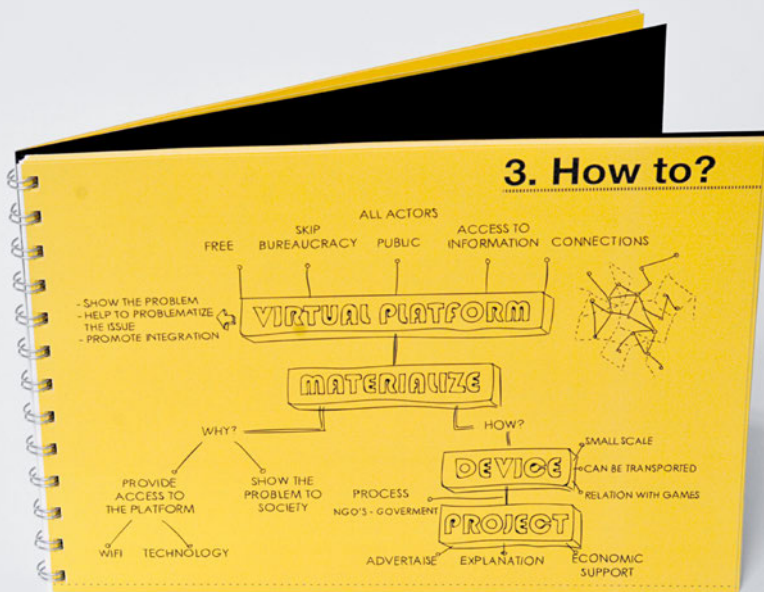 3. How to?
ALL ACTORS
SKIP
BUREAUCRACY
FREE
PUBLIC
ACCESS TO
INFORMATION
CONNECTIONS
- SHOW THE PROBLEM
- HELP TO PROBLEMATIZE
THE ISSUE
- PROMOTE INTEGRATION
VIRTUAL PLATFORM
MATERIALIZE
WHY?
HOW?
PROVIDE
ACCESS TO
THE PLATFORM
SHOW THE
PROBLEM TO
SOCIETY
WIFI
TECHNOLOGY
DEVICE
SMALL SCALE
CAN BE TRANSPORTED
RELATION WITH GAMES
PROCESS
NGO'S - GOVERMENT
PROJECT
ADVERTAISE
EXPLANATION
ECONOMIC
SUPPORT